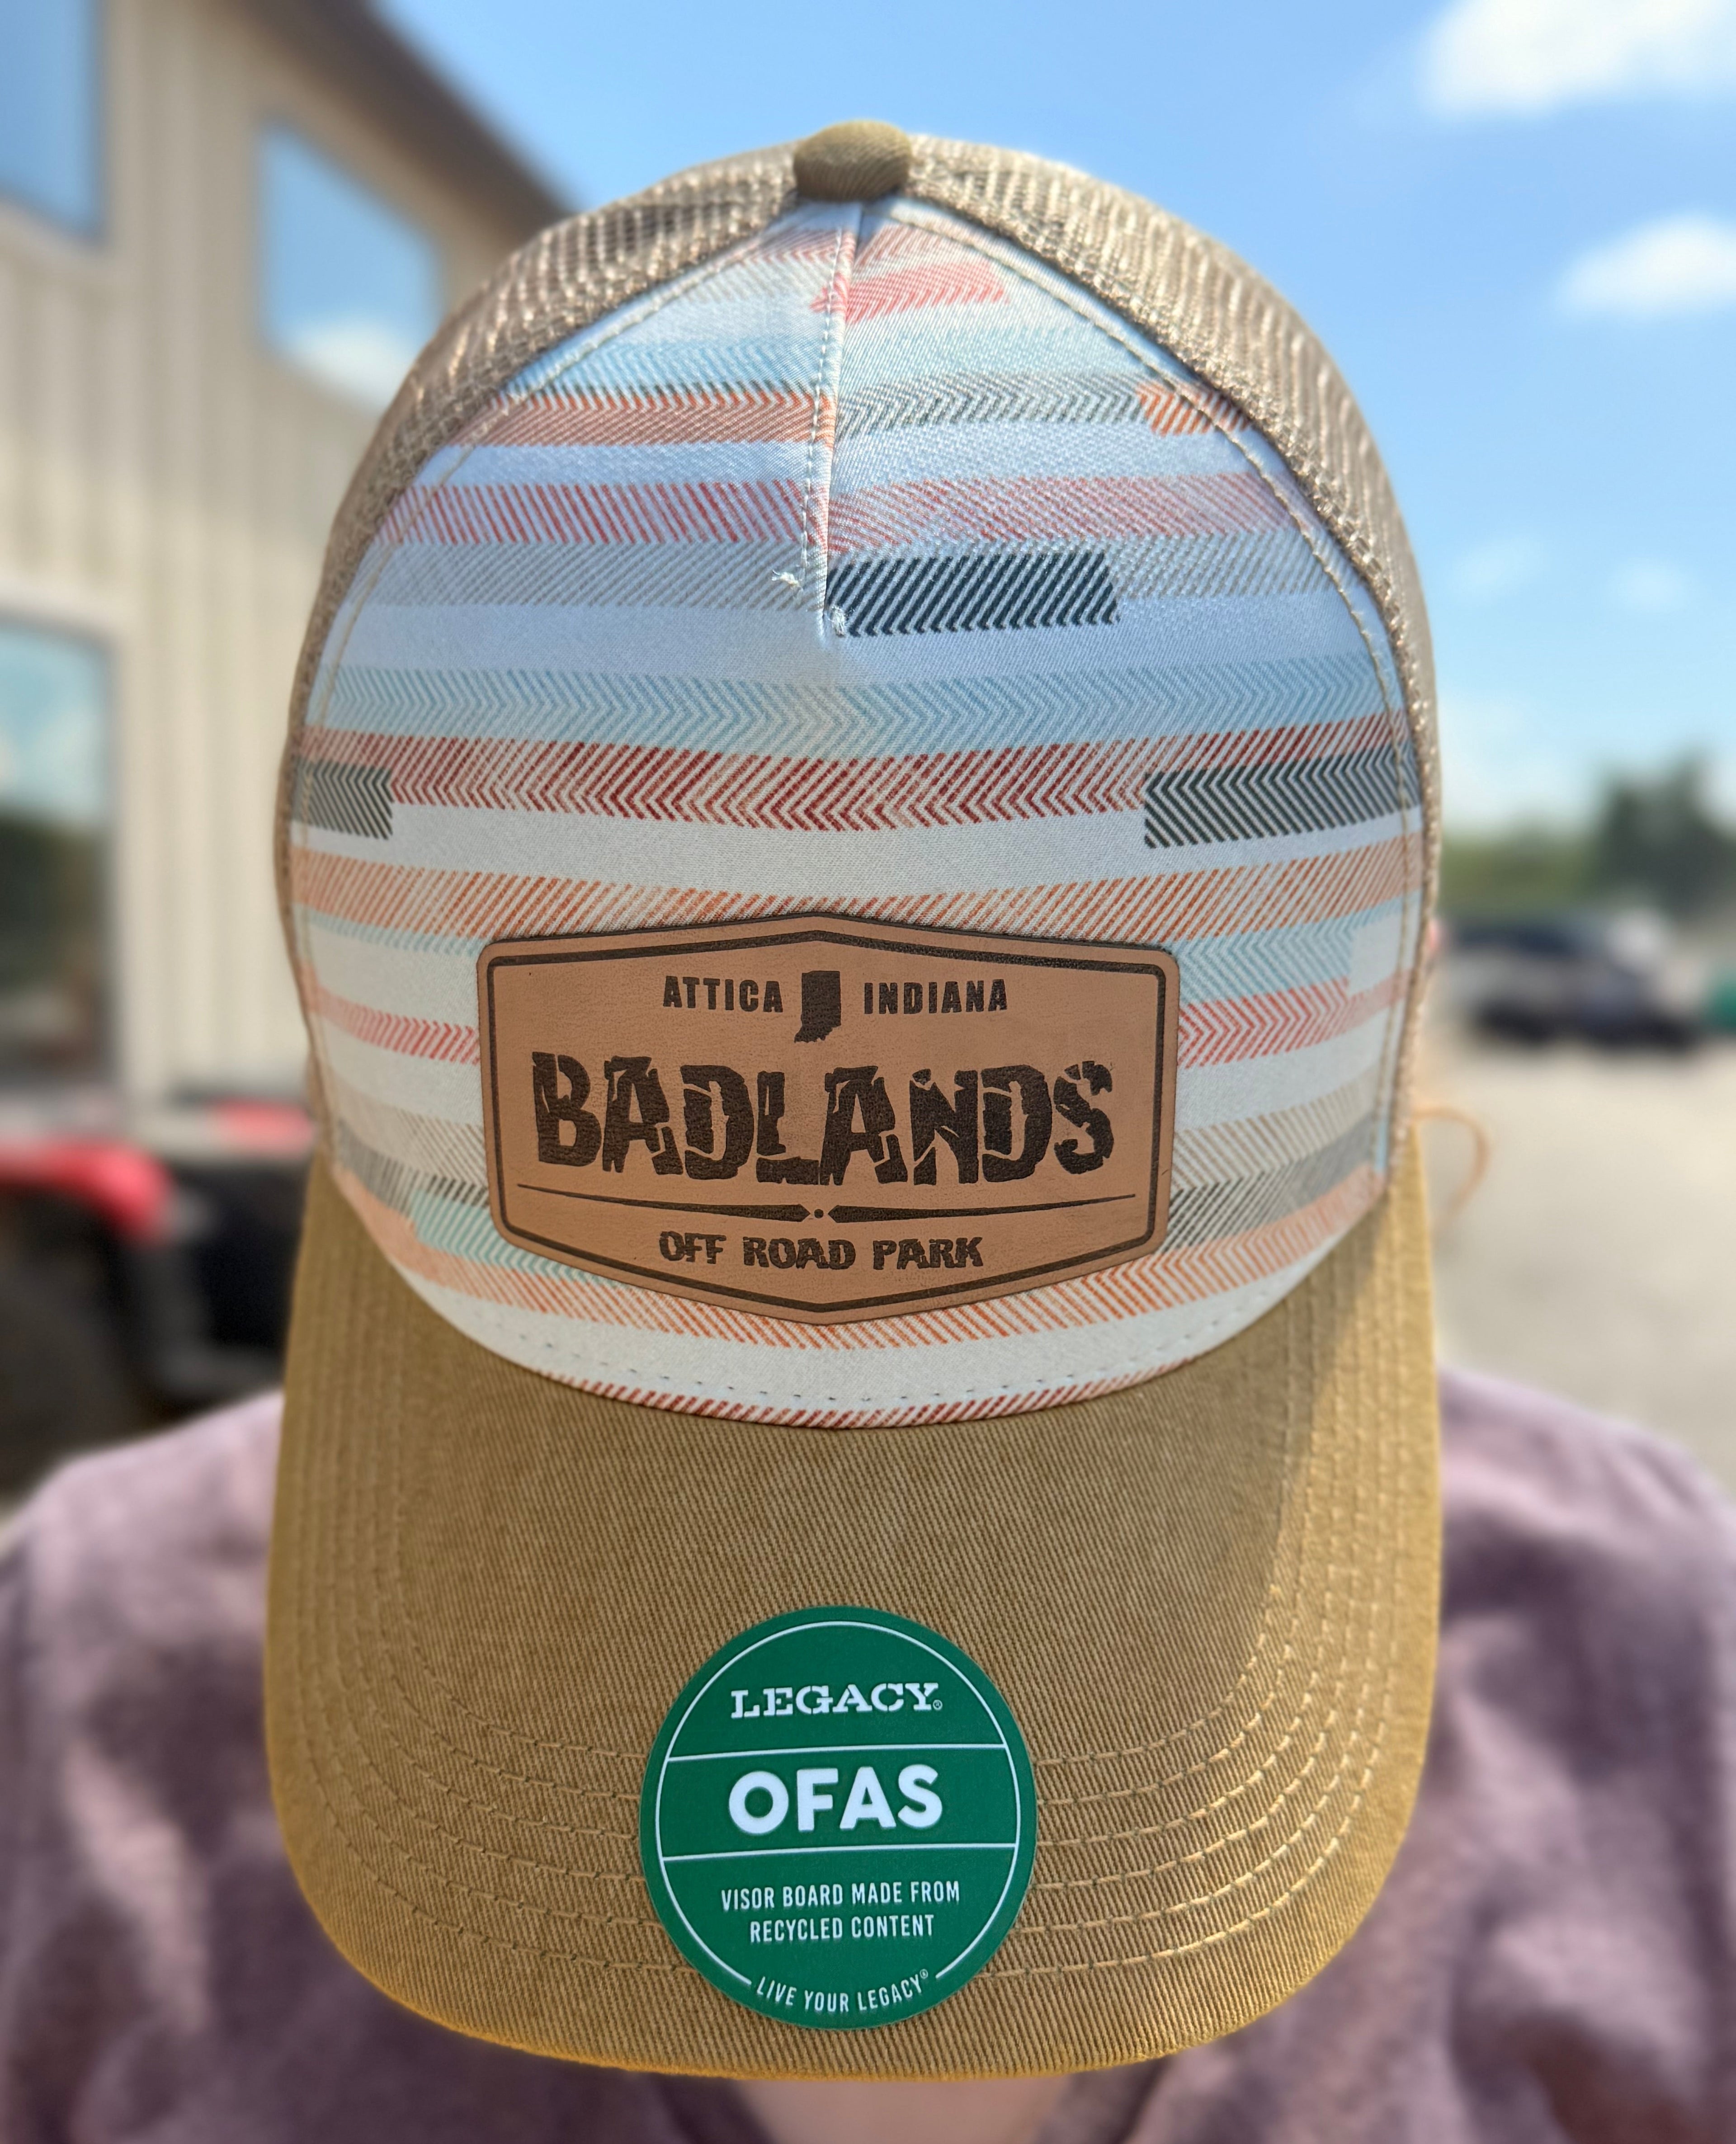 ATTICA INDIANA
BADLANDS
OFF ROAD PARK
LEGACY®
OFAS
VISOR BOARD MADE FROM
RECYCLED CONTENT
LIVE YOUR LEGACY®